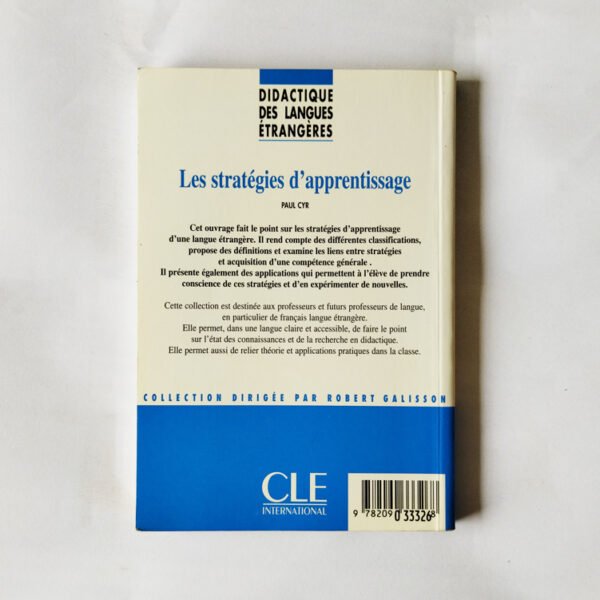 DIDACTIQUE
DES LANGUES
ÉTRANGÈRES
Les stratégies d'apprentissage
PAUL CYR
Cet ouvrage fait le point sur les stratégies d'apprentissage
d'une langue étrangère. Il rend compte des différentes classifications,
propose des définitions et examine les liens entre stratégies
et acquisition d'une compétence générale .
Il présente également des applications qui permettent à l'élève de prendre
conscience de ces stratégies et d'en expérimenter de nouvelles.
Cette collection est destinée aux professeurs et futurs professeurs de langue,
en particulier de français langue étrangère.
Elle permet, dans une langue claire et accessible, de faire le point
sur l'état des connaissances et de la recherche en didactique.
Elle permet aussi de relier théorie et applications pratiques dans la classe.
COLLECTION DIRIGÉE PAR ROBERT GALISSON
CLE
INTERNATIONAL
9 78209 033326